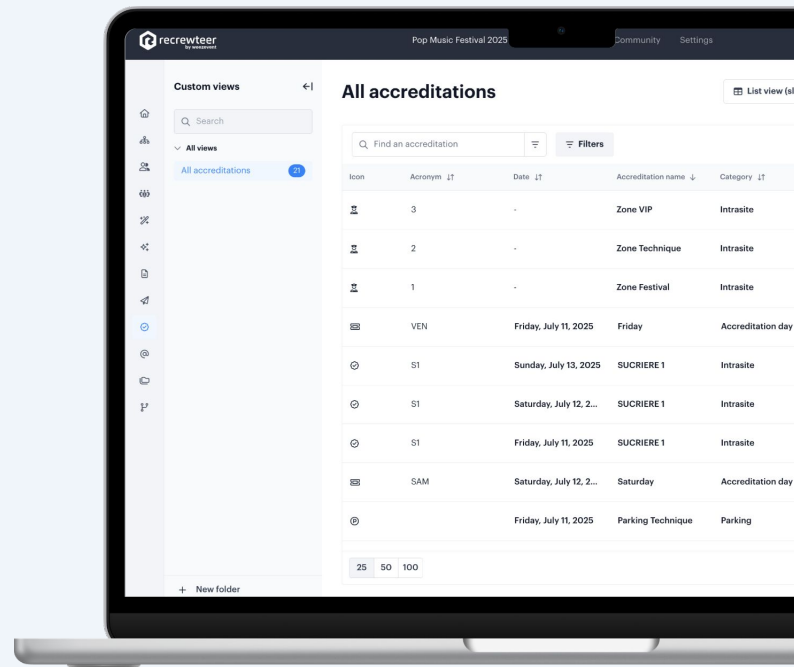 recrewteer
by weezevent
Pop Music Festival 2025
Community
Settings
Custom views
Search
All views
All accreditations 21
New folder
All accreditations
List view (sl
Find an accreditation
Filters
Icon Acronym Date Accreditation name Category
3 - Zone VIP Intrasite
2 - Zone Technique Intrasite
1 - Zone Festival Intrasite
VEN Friday, July 11, 2025 Friday Accreditation day
S1 Sunday, July 13, 2025 SUCRIERE 1 Intrasite
S1 Saturday, July 12, 2... SUCRIERE 1 Intrasite
S1 Friday, July 11, 2025 SUCRIERE 1 Intrasite
SAM Saturday, July 12, 2... Saturday Accreditation day
P Friday, July 11, 2025 Parking Technique Parking
25 50 100